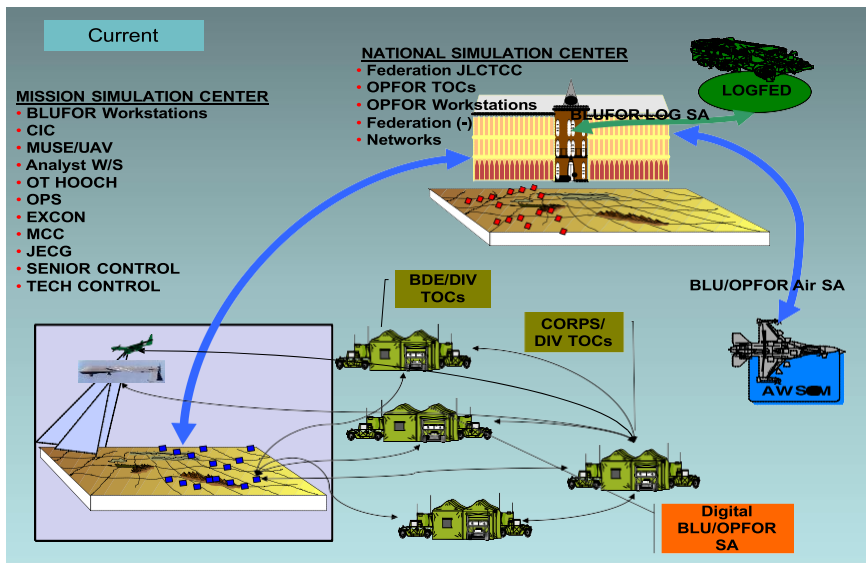 Current
NATIONAL SIMULATION CENTER
• Federation JLCTCC
• OPFOR TOCs
• OPFOR Workstations
• Federation (-)
• Networks
LOGFED
BLUFOR LOG SA
MISSION SIMULATION CENTER
• BLUFOR Workstations
• CIC
• MUSE/UAV
• Analyst W/S
• OT HOOCH
• OPS
• EXCON
• MCC
• JECG
• SENIOR CONTROL
• TECH CONTROL
BDE/DIV
TOCs
CORPS/
DIV TOCs
BLU/OPFOR Air SA
AWSOM
Digital
BLU/OPFOR
SA